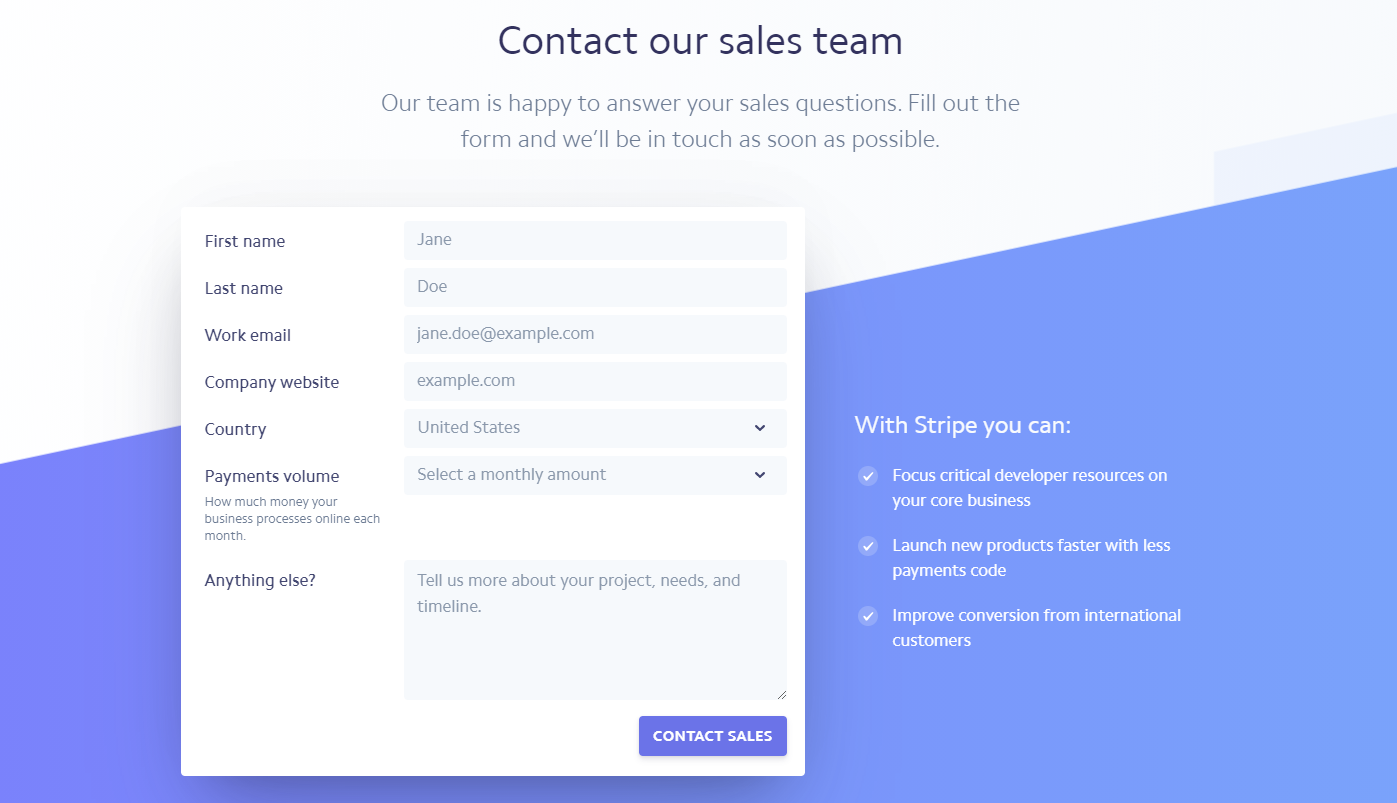 Contact our sales team
Our team is happy to answer your sales questions. Fill out the
form and we’ll be in touch as soon as possible.
First name
Jane
Last name
Doe
Work email
jane.doe@example.com
Company website
example.com
Country
United States
Payments volume
Select a monthly amount
How much money your
business processes online each
month.
Anything else?
Tell us more about your project, needs, and
timeline.
CONTACT SALES
With Stripe you can:
Focus critical developer resources on
your core business
Launch new products faster with less
payments code
Improve conversion from international
customers